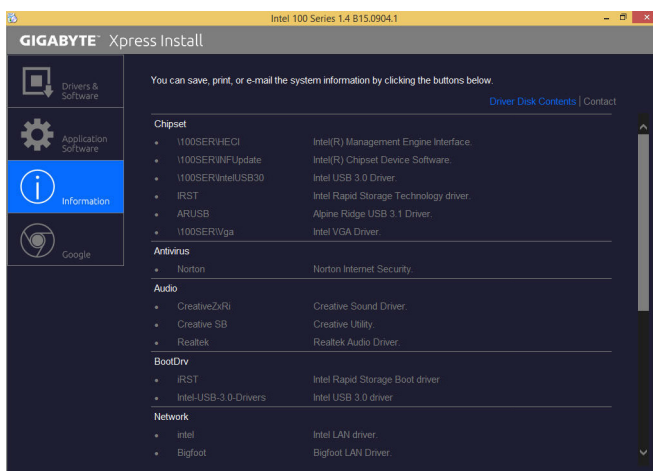 Intel 100 Series 1.4 B15.0904.1
GIGABYTE™ Xpress Install
Drivers & Software
Application Software
Information
Google
You can save, print, or e-mail the system information by clicking the buttons below.
Driver Disk Contents | Contact
Chipset
• \100SER\HECI Intel(R) Management Engine Interface.
• \100SER\INFUpdate Intel(R) Chipset Device Software.
• \100SER\IntelUSB30 Intel USB 3.0 Driver.
• IRST Intel Rapid Storage Technology driver.
• ARUSB Alpine Ridge USB 3.1 Driver.
• \100SER\Vga Intel VGA Driver.
Antivirus
• Norton Norton Internet Security.
Audio
• CreativeZxRi Creative Sound Driver.
• Creative SB Creative Utility.
• Realtek Realtek Audio Driver.
BootDrv
• iRST Intel Rapid Storage Boot driver
• Intel-USB-3.0-Drivers Intel USB 3.0 driver
Network
• intel Intel LAN driver.
• Bigfoot Bigfoot LAN Driver.